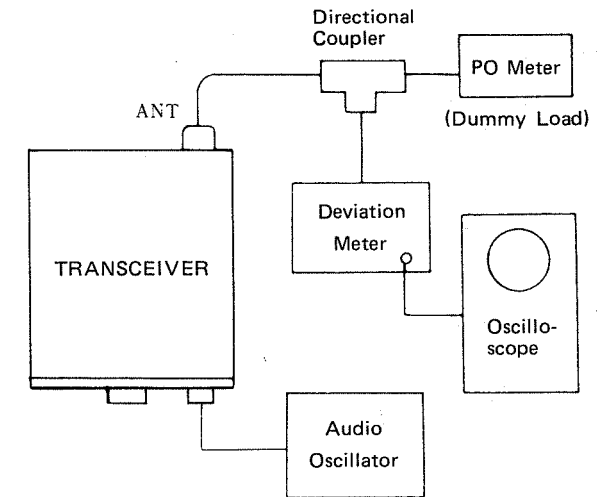 Directional
Coupler
PO Meter
(Dummy Load)
ANT
Deviation
Meter
TRANSCEIVER
Oscillo-
scope
Audio
Oscillator